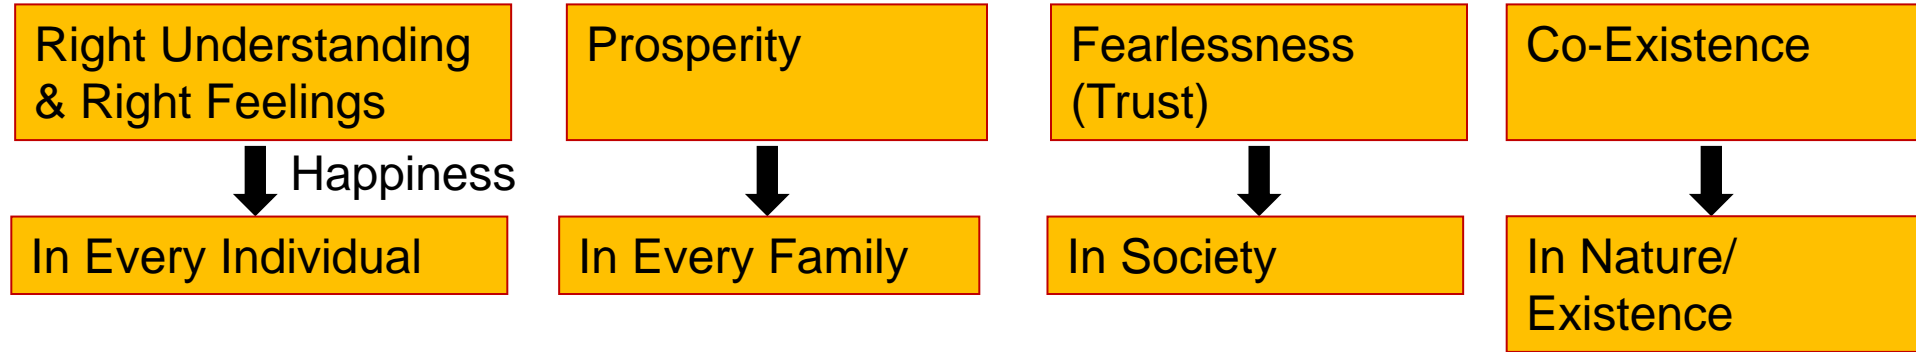 Right Understanding
& Right Feelings
Prosperity
Fearlessness
(Trust)
Co-Existence
Happiness
In Every Individual
In Every Family
In Society
In Nature/
Existence